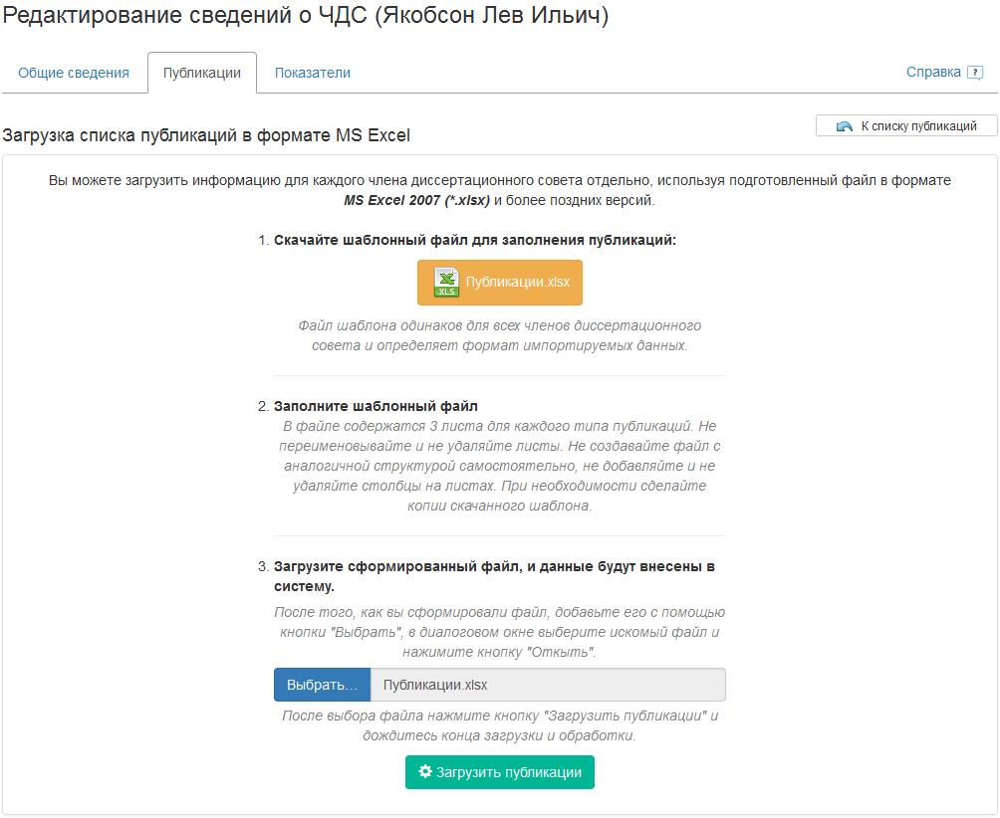 Редактирование сведений о ЧДС (Якобсон Лев Ильич)
Общие сведения
Публикации
Показатели
Справка ?
Загрузка списка публикаций в формате MS Excel
К списку публикаций
Вы можете загрузить информацию для каждого члена диссертационного совета отдельно, используя подготовленный файл в формате
MS Excel 2007 (*.xlsx) и более поздних версий.
1. Скачайте шаблонный файл для заполнения публикаций:
XLS Публикации.xlsx
Файл шаблона одинаков для всех членов диссертационного
совета и определяет формат импортируемых данных.
2. Заполните шаблонный файл
В файле содержатся 3 листа для каждого типа публикаций. Не
переименовывайте и не удаляйте листы. Не создавайте файл с
аналогичной структурой самостоятельно, не добавляйте и не
удаляйте столбцы на листах. При необходимости сделайте
копии скачанного шаблона.
3. Загрузите сформированный файл, и данные будут внесены в
систему.
После того, как вы сформировали файл, добавьте его с помощью
кнопки "Выбрать", в диалоговом окне выберите искомый файл и
нажимите кнопку "Откыть".
Выбрать... Публикации.xlsx
После выбора файла нажмите кнопку "Загрузить публикации" и
дождитесь конца загрузки и обработки.
Загрузить публикации